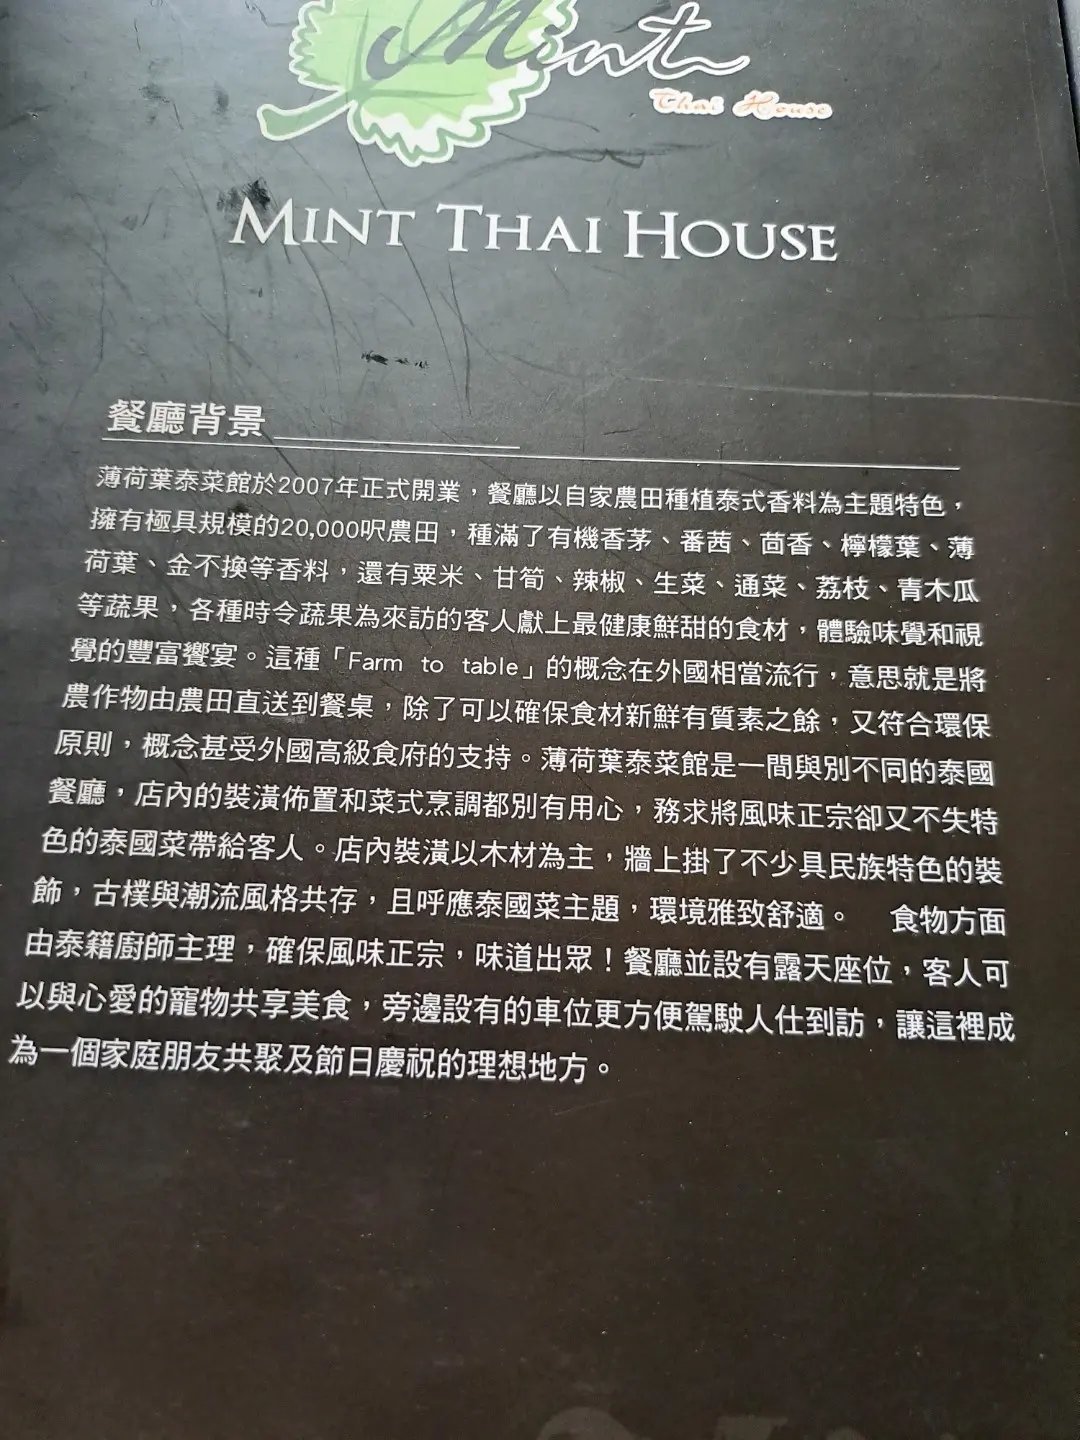 Mint
Thai House
MINT THAI HOUSE
餐廳背景
薄荷葉泰菜館於2007年正式開業，餐廳以自家農田種植泰式香料為主題特色，
擁有極具規模的20,000呎農田，種滿了有機香茅、番茜、茴香、檸檬葉、薄
荷葉、金不換等香料，還有粟米、甘筍、辣椒、生菜、通菜、荔枝、青木瓜
等蔬果，各種時令蔬果為來訪的客人獻上最健康鮮甜的食材，體驗味覺和視
覺的豐富饗宴。這種「Farm to table」的概念在外國相當流行，意思就是將
農作物由農田直送到餐桌，除了可以確保食材新鮮有質素之餘，又符合環保
原則，概念甚受外國高級食府的支持。薄荷葉泰菜館是一間與別不同的泰國
餐廳，店內的裝潢佈置和菜式烹調都別有用心，務求將風味正宗卻又不失特
色的泰國菜帶給客人。店內裝潢以木材為主，牆上掛了不少具民族特色的裝
飾，古樸與潮流風格共存，且呼應泰國菜主題，環境雅致舒適。 食物方面
由泰籍廚師主理，確保風味正宗，味道出眾！餐廳並設有露天座位，客人可
以與心愛的寵物共享美食，旁邊設有的車位更方便駕駛人仕到訪，讓這裡成
為一個家庭朋友共聚及節日慶祝的理想地方。